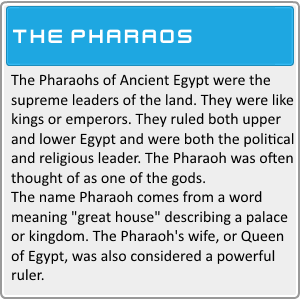 THE PHARAOS
The Pharaohs of Ancient Egypt were the
supreme leaders of the land. They were like
kings or emperors. They ruled both upper
and lower Egypt and were both the political
and religious leader. The Pharaoh was often
thought of as one of the gods.
The name Pharaoh comes from a word
meaning "great house" describing a palace
or kingdom. The Pharaoh's wife, or Queen
of Egypt, was also considered a powerful
ruler.